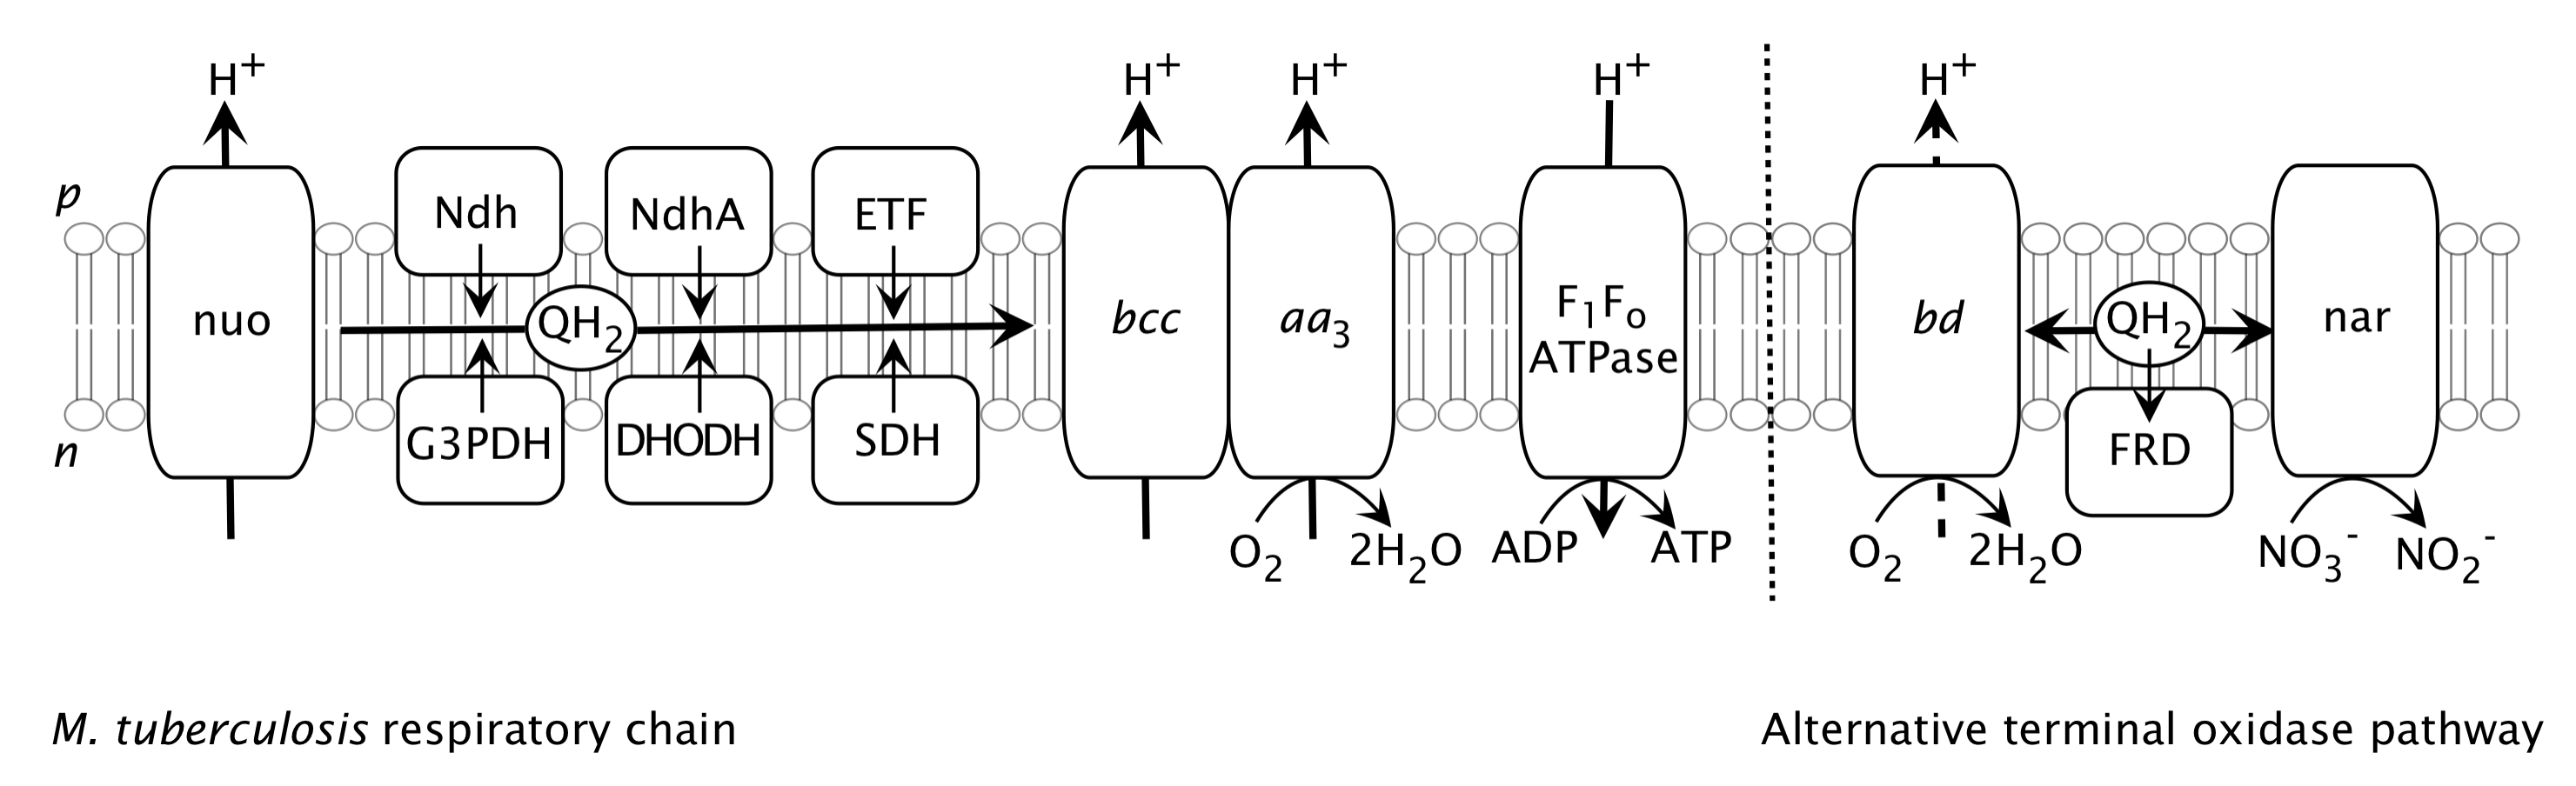 H⁺ H⁺ H⁺ H⁺ H⁺
p
Ndh NdhA ETF
nuo QH₂ bcc aa₃ F₁Fₒ ATPase bd QH₂ nar
n
G3PDH DHODH SDH FRD
O₂ 2H₂O ADP ATP O₂ 2H₂O NO₃⁻ NO₂⁻
M. tuberculosis respiratory chain
Alternative terminal oxidase pathway